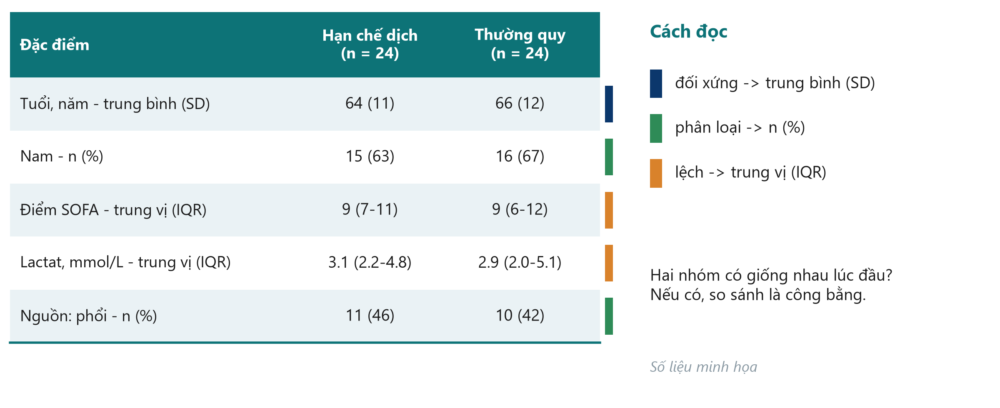 Đặc điểm
Hạn chế dịch
(n = 24)
Thường quy
(n = 24)
Tuổi, năm - trung bình (SD) 64 (11) 66 (12)
Nam - n (%) 15 (63) 16 (67)
Điểm SOFA - trung vị (IQR) 9 (7-11) 9 (6-12)
Lactat, mmol/L - trung vị (IQR) 3.1 (2.2-4.8) 2.9 (2.0-5.1)
Nguồn: phổi - n (%) 11 (46) 10 (42)
Cách đọc
đối xứng -> trung bình (SD)
phân loại -> n (%)
lệch -> trung vị (IQR)
Hai nhóm có giống nhau lúc đầu?
Nếu có, so sánh là công bằng.
Số liệu minh họa